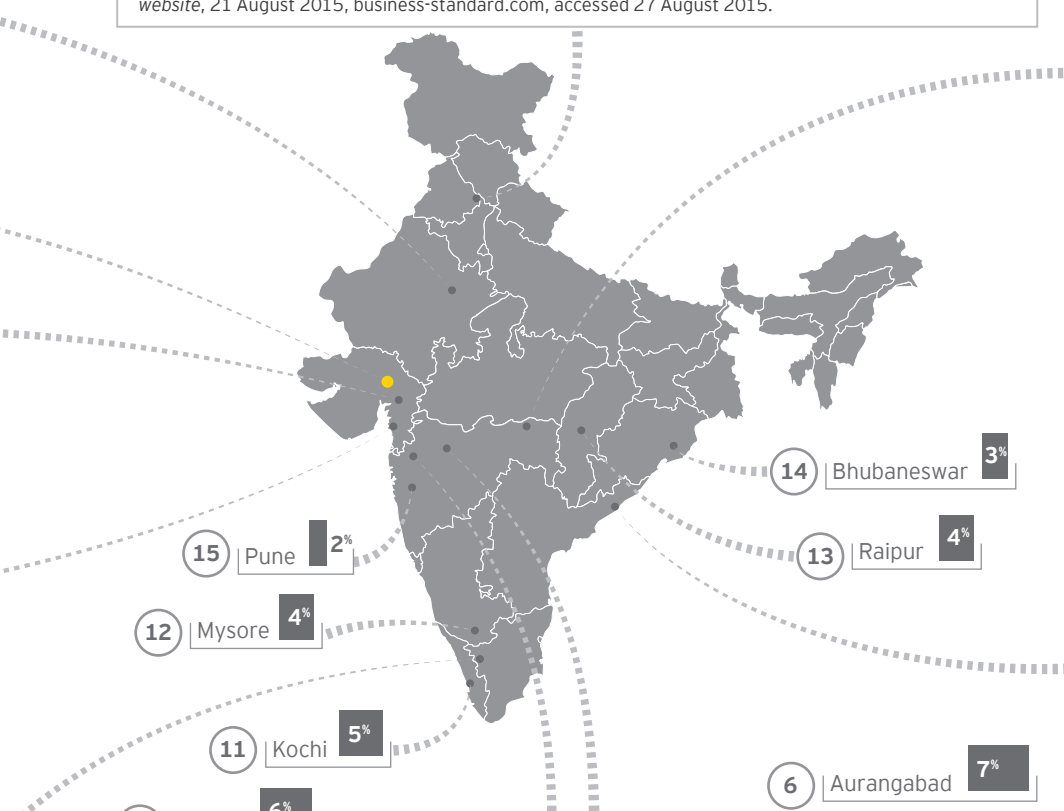 website, 21 August 2015, business-standard.com, accessed 27 August 2015.
14 Bhubaneswar 3%
15 Pune 2%
13 Raipur 4%
12 Mysore 4%
11 Kochi 5%
6 Aurangabad 7%
6%